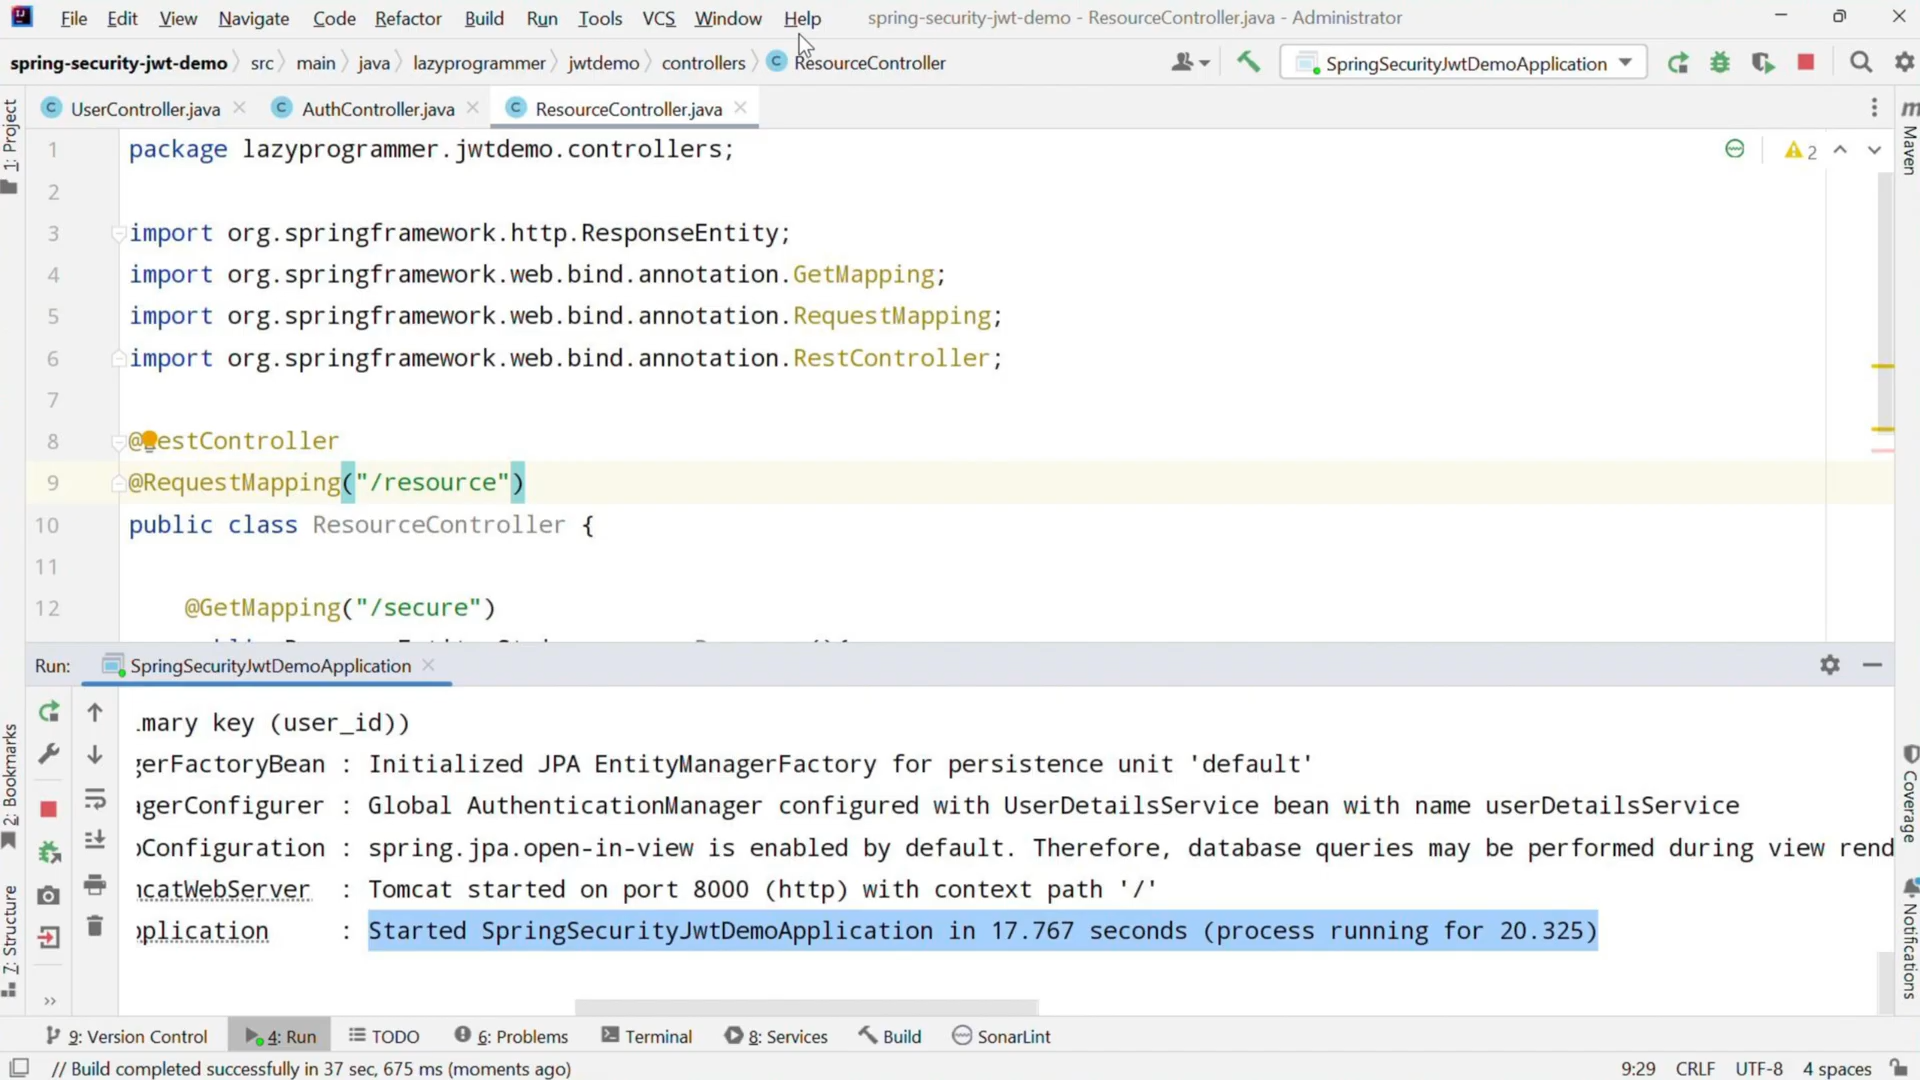 File Edit View Navigate Code Refactor Build Run Tools VCS Window Help spring-security-jwt-demo - ResourceController.java - Administrator
spring-security-jwt-demo src main java lazyprogrammer jwtdemo controllers C ResourceController SpringSecurityJwtDemoApplication
C UserController.java C AuthController.java C ResourceController.java
1: Project
m Maven
1 package lazyprogrammer.jwtdemo.controllers;
2
2
3 import org.springframework.http.ResponseEntity;
4 import org.springframework.web.bind.annotation.GetMapping;
5 import org.springframework.web.bind.annotation.RequestMapping;
6 import org.springframework.web.bind.annotation.RestController;
7
8 @RestController
9 @RequestMapping("/resource")
10 public class ResourceController {
11
12 @GetMapping("/secure")
Run: SpringSecurityJwtDemoApplication
mary key (user_id))
gerFactoryBean : Initialized JPA EntityManagerFactory for persistence unit 'default'
agerConfigurer : Global AuthenticationManager configured with UserDetailsService bean with name userDetailsService
Configuration : spring.jpa.open-in-view is enabled by default. Therefore, database queries may be performed during view rend
catWebServer : Tomcat started on port 8000 (http) with context path '/'
plication : Started SpringSecurityJwtDemoApplication in 17.767 seconds (process running for 20.325)
2: Bookmarks
7: Structure
Coverage
Notifications
9: Version Control 4: Run TODO 6: Problems Terminal 8: Services Build SonarLint
// Build completed successfully in 37 sec, 675 ms (moments ago) 9:29 CRLF UTF-8 4 spaces